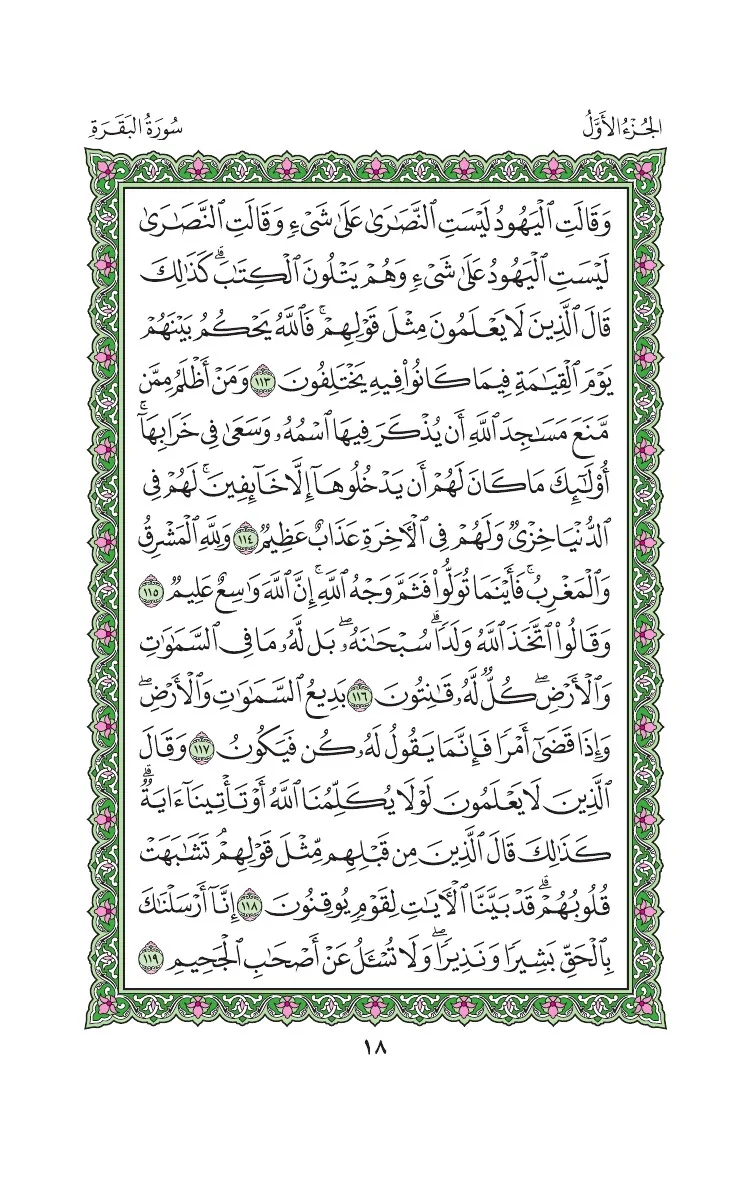 الجُزْءُ الأَوَّلُ
سُورَةُ البَقَرَةِ
وَقَالَتِ ٱلْيَهُودُ لَيْسَتِ ٱلنَّصَٰرَىٰ عَلَىٰ شَىْءٍ وَقَالَتِ ٱلنَّصَٰرَىٰ
لَيْسَتِ ٱلْيَهُودُ عَلَىٰ شَىْءٍ وَهُمْ يَتْلُونَ ٱلْكِتَٰبَ ۗ كَذَٰلِكَ
قَالَ ٱلَّذِينَ لَا يَعْلَمُونَ مِثْلَ قَوْلِهِمْ ۚ فَٱللَّهُ يَحْكُمُ بَيْنَهُمْ
يَوْمَ ٱلْقِيَٰمَةِ فِيمَا كَانُوا۟ فِيهِ يَخْتَلِفُونَ ١١٣ وَمَنْ أَظْلَمُ مِمَّن
مَّنَعَ مَسَٰجِدَ ٱللَّهِ أَن يُذْكَرَ فِيهَا ٱسْمُهُۥ وَسَعَىٰ فِى خَرَابِهَآ ۚ
أُو۟لَٰٓئِكَ مَا كَانَ لَهُمْ أَن يَدْخُلُوهَآ إِلَّا خَآئِفِينَ ۚ لَهُمْ فِى
ٱلدُّنْيَا خِزْىٌ وَلَهُمْ فِى ٱلْءَاخِرَةِ عَذَابٌ عَظِيمٌ ١١٤ وَلِلَّهِ ٱلْمَشْرِقُ
وَٱلْمَغْرِبُ ۚ فَأَيْنَمَا تُوَلُّوا۟ فَثَمَّ وَجْهُ ٱللَّهِ ۚ إِنَّ ٱللَّهَ وَٰسِعٌ عَلِيمٌ ١١٥
وَقَالُوا۟ ٱتَّخَذَ ٱللَّهُ وَلَدًا ۗ سُبْحَٰنَهُۥ ۖ بَل لَّهُۥ مَا فِى ٱلسَّمَٰوَٰتِ
وَٱلْأَرْضِ ۖ كُلٌّ لَّهُۥ قَٰنِتُونَ ١١٦ بَدِيعُ ٱلسَّمَٰوَٰتِ وَٱلْأَرْضِ ۖ
وَإِذَا قَضَىٰٓ أَمْرًا فَإِنَّمَا يَقُولُ لَهُۥ كُن فَيَكُونُ ١١٧ وَقَالَ
ٱلَّذِينَ لَا يَعْلَمُونَ لَوْلَا يُكَلِّمُنَا ٱللَّهُ أَوْ تَأْتِينَآ ءَايَةٌ ۗ
كَذَٰلِكَ قَالَ ٱلَّذِينَ مِن قَبْلِهِم مِّثْلَ قَوْلِهِمْ ۘ تَشَٰبَهَتْ
قُلُوبُهُمْ ۗ قَدْ بَيَّنَّا ٱلْءَايَٰتِ لِقَوْمٍ يُوقِنُونَ ١١٨ إِنَّآ أَرْسَلْنَٰكَ
بِٱلْحَقِّ بَشِيرًا وَنَذِيرًا ۖ وَلَا تُسْـَٔلُ عَنْ أَصْحَٰبِ ٱلْجَحِيمِ ١١٩
١٨